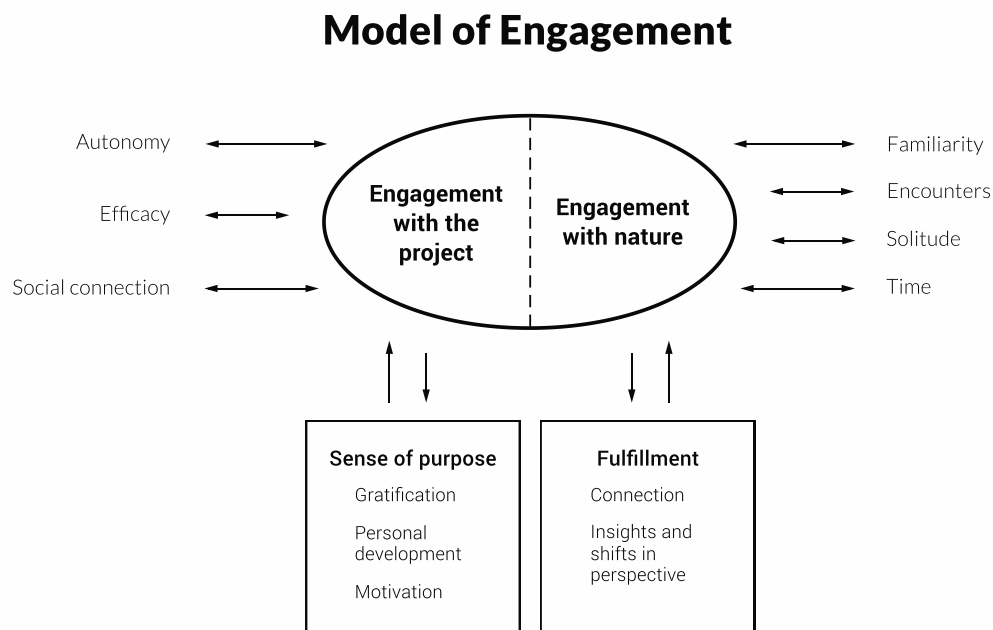 Model of Engagement
Autonomy
Efficacy
Social connection
Engagement
with the
project
Engagement
with nature
Familiarity
Encounters
Solitude
Time
Sense of purpose
Gratification
Personal
development
Motivation
Fulfillment
Connection
Insights and
shifts in
perspective